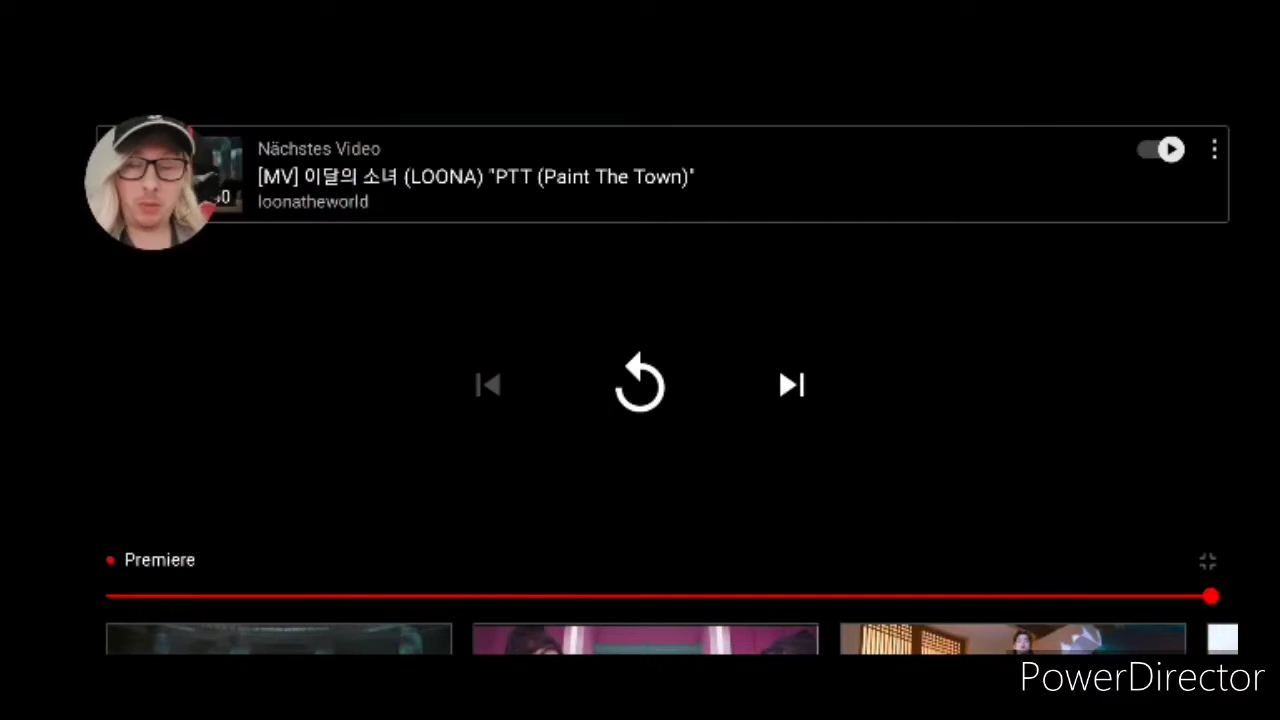 Nächstes Video
[MV] 이달의 소녀 (LOONA) "PTT (Paint The Town)"
loonatheworld
Premiere
PowerDirector